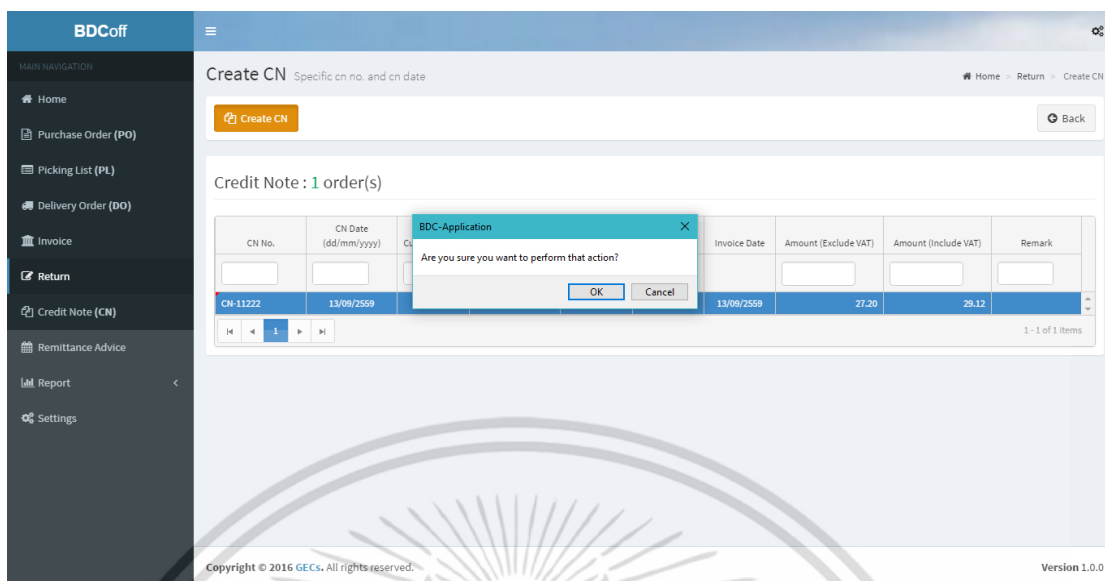 BDCoff
MAIN NAVIGATION
Home
Purchase Order (PO)
Picking List (PL)
Delivery Order (DO)
Invoice
Return
Credit Note (CN)
Remittance Advice
Report
Settings
Create CN Specific cn no. and cn date
Home > Return > Create CN
Create CN
Back
Credit Note : 1 order(s)
CN No.
CN Date
(dd/mm/yyyy)
Invoice Date
Amount (Exclude VAT)
Amount (Include VAT)
Remark
CN-11222 13/09/2559 13/09/2559 27.20 29.12
1
1 - 1 of 1 items
BDC-Application
Are you sure you want to perform that action?
OK Cancel
Copyright © 2016 GECs. All rights reserved.
Version 1.0.0